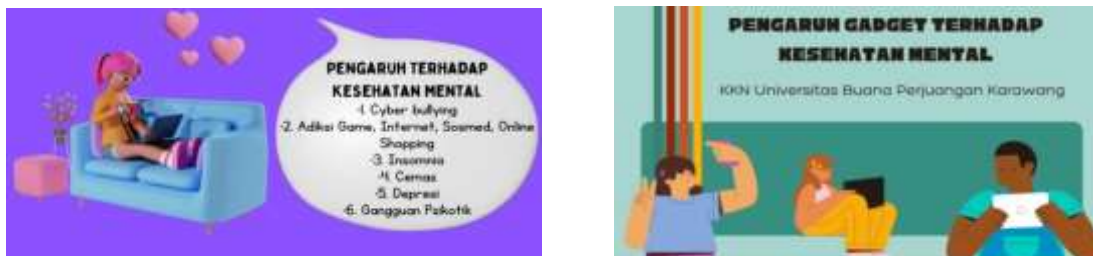 PENGARUH TERHADAP
KESEHATAN MENTAL
-1. Cyber bullying
-2. Adiksi Game, Internet, Sosmed, Online
Shopping
-3. Insomnia
-4. Cemas
-5. Depresi
-6. Gangguan Psikotik
PENGARUH GADGET TERHADAP
KESEHATAN MENTAL
KKN Universitas Buana Perjuangan Karawang